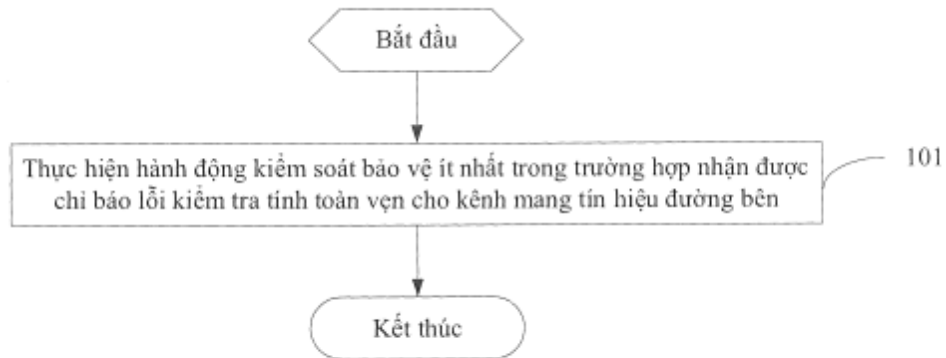 Bắt đầu
Thực hiện hành động kiểm soát bảo vệ ít nhất trong trường hợp nhận được
chỉ báo lỗi kiểm tra tính toàn vẹn cho kênh mang tín hiệu đường bên
101
Kết thúc